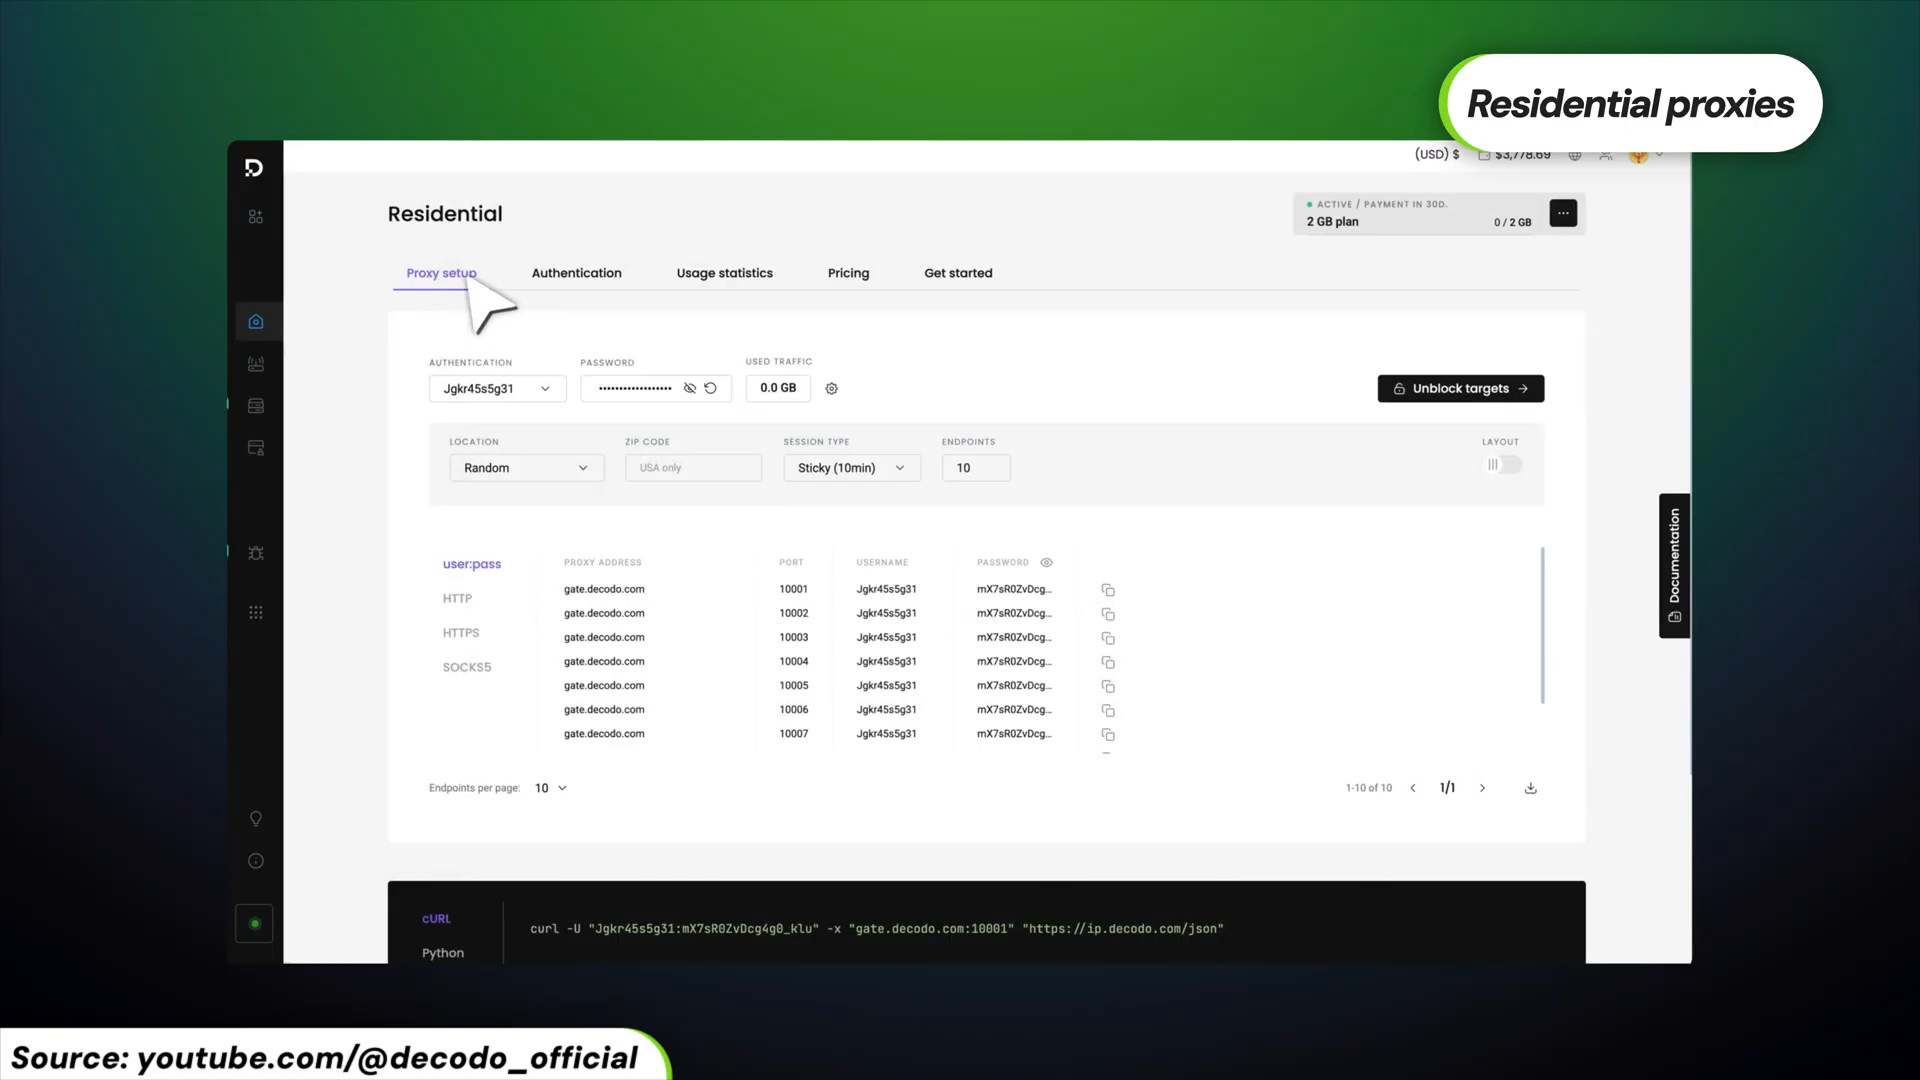 Residential proxies
(USD) $ $3,778.69
Residential
ACTIVE / PAYMENT IN 30D.
2 GB plan 0 / 2 GB
Proxy setup Authentication Usage statistics Pricing Get started
AUTHENTICATION PASSWORD USED TRAFFIC
Jgkr45s5g31 •••••••••••••••••• 0.0 GB Unblock targets
LOCATION ZIP CODE SESSION TYPE ENDPOINTS LAYOUT
Random USA only Sticky (10min) 10
Documentation
user:pass
HTTP
HTTPS
SOCKS5
PROXY ADDRESS PORT USERNAME PASSWORD
gate.decodo.com 10001 Jgkr45s5g31 mX7sR0ZvDcg...
gate.decodo.com 10002 Jgkr45s5g31 mX7sR0ZvDcg...
gate.decodo.com 10003 Jgkr45s5g31 mX7sR0ZvDcg...
gate.decodo.com 10004 Jgkr45s5g31 mX7sR0ZvDcg...
gate.decodo.com 10005 Jgkr45s5g31 mX7sR0ZvDcg...
gate.decodo.com 10006 Jgkr45s5g31 mX7sR0ZvDcg...
gate.decodo.com 10007 Jgkr45s5g31 mX7sR0ZvDcg...
Endpoints per page: 10 1-10 of 10 1/1
cURL
Python
curl -U "Jgkr45s5g31:mX7sR0ZvDcg4g0_klu" -x "gate.decodo.com:10001" "https://ip.decodo.com/json"
Source: youtube.com/@decodo_official